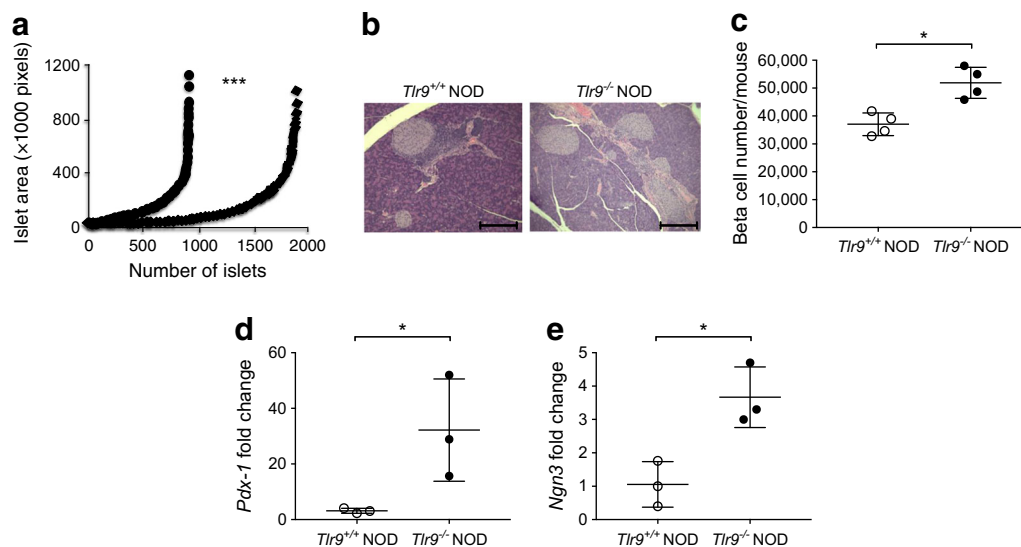 a
Islet area (×1000 pixels)
1200
800
400
0
***
0 500 1000 1500 2000
Number of islets
b
Tlr9+/+ NOD Tlr9-/- NOD
c
Beta cell number/mouse
60,000
50,000
40,000
30,000
20,000
10,000
0
*
Tlr9+/+ NOD Tlr9-/- NOD
d
Pdx-1 fold change
60
40
20
0
*
Tlr9+/+ NOD Tlr9-/- NOD
e
Ngn3 fold change
5
4
3
2
1
0
*
Tlr9+/+ NOD Tlr9-/- NOD